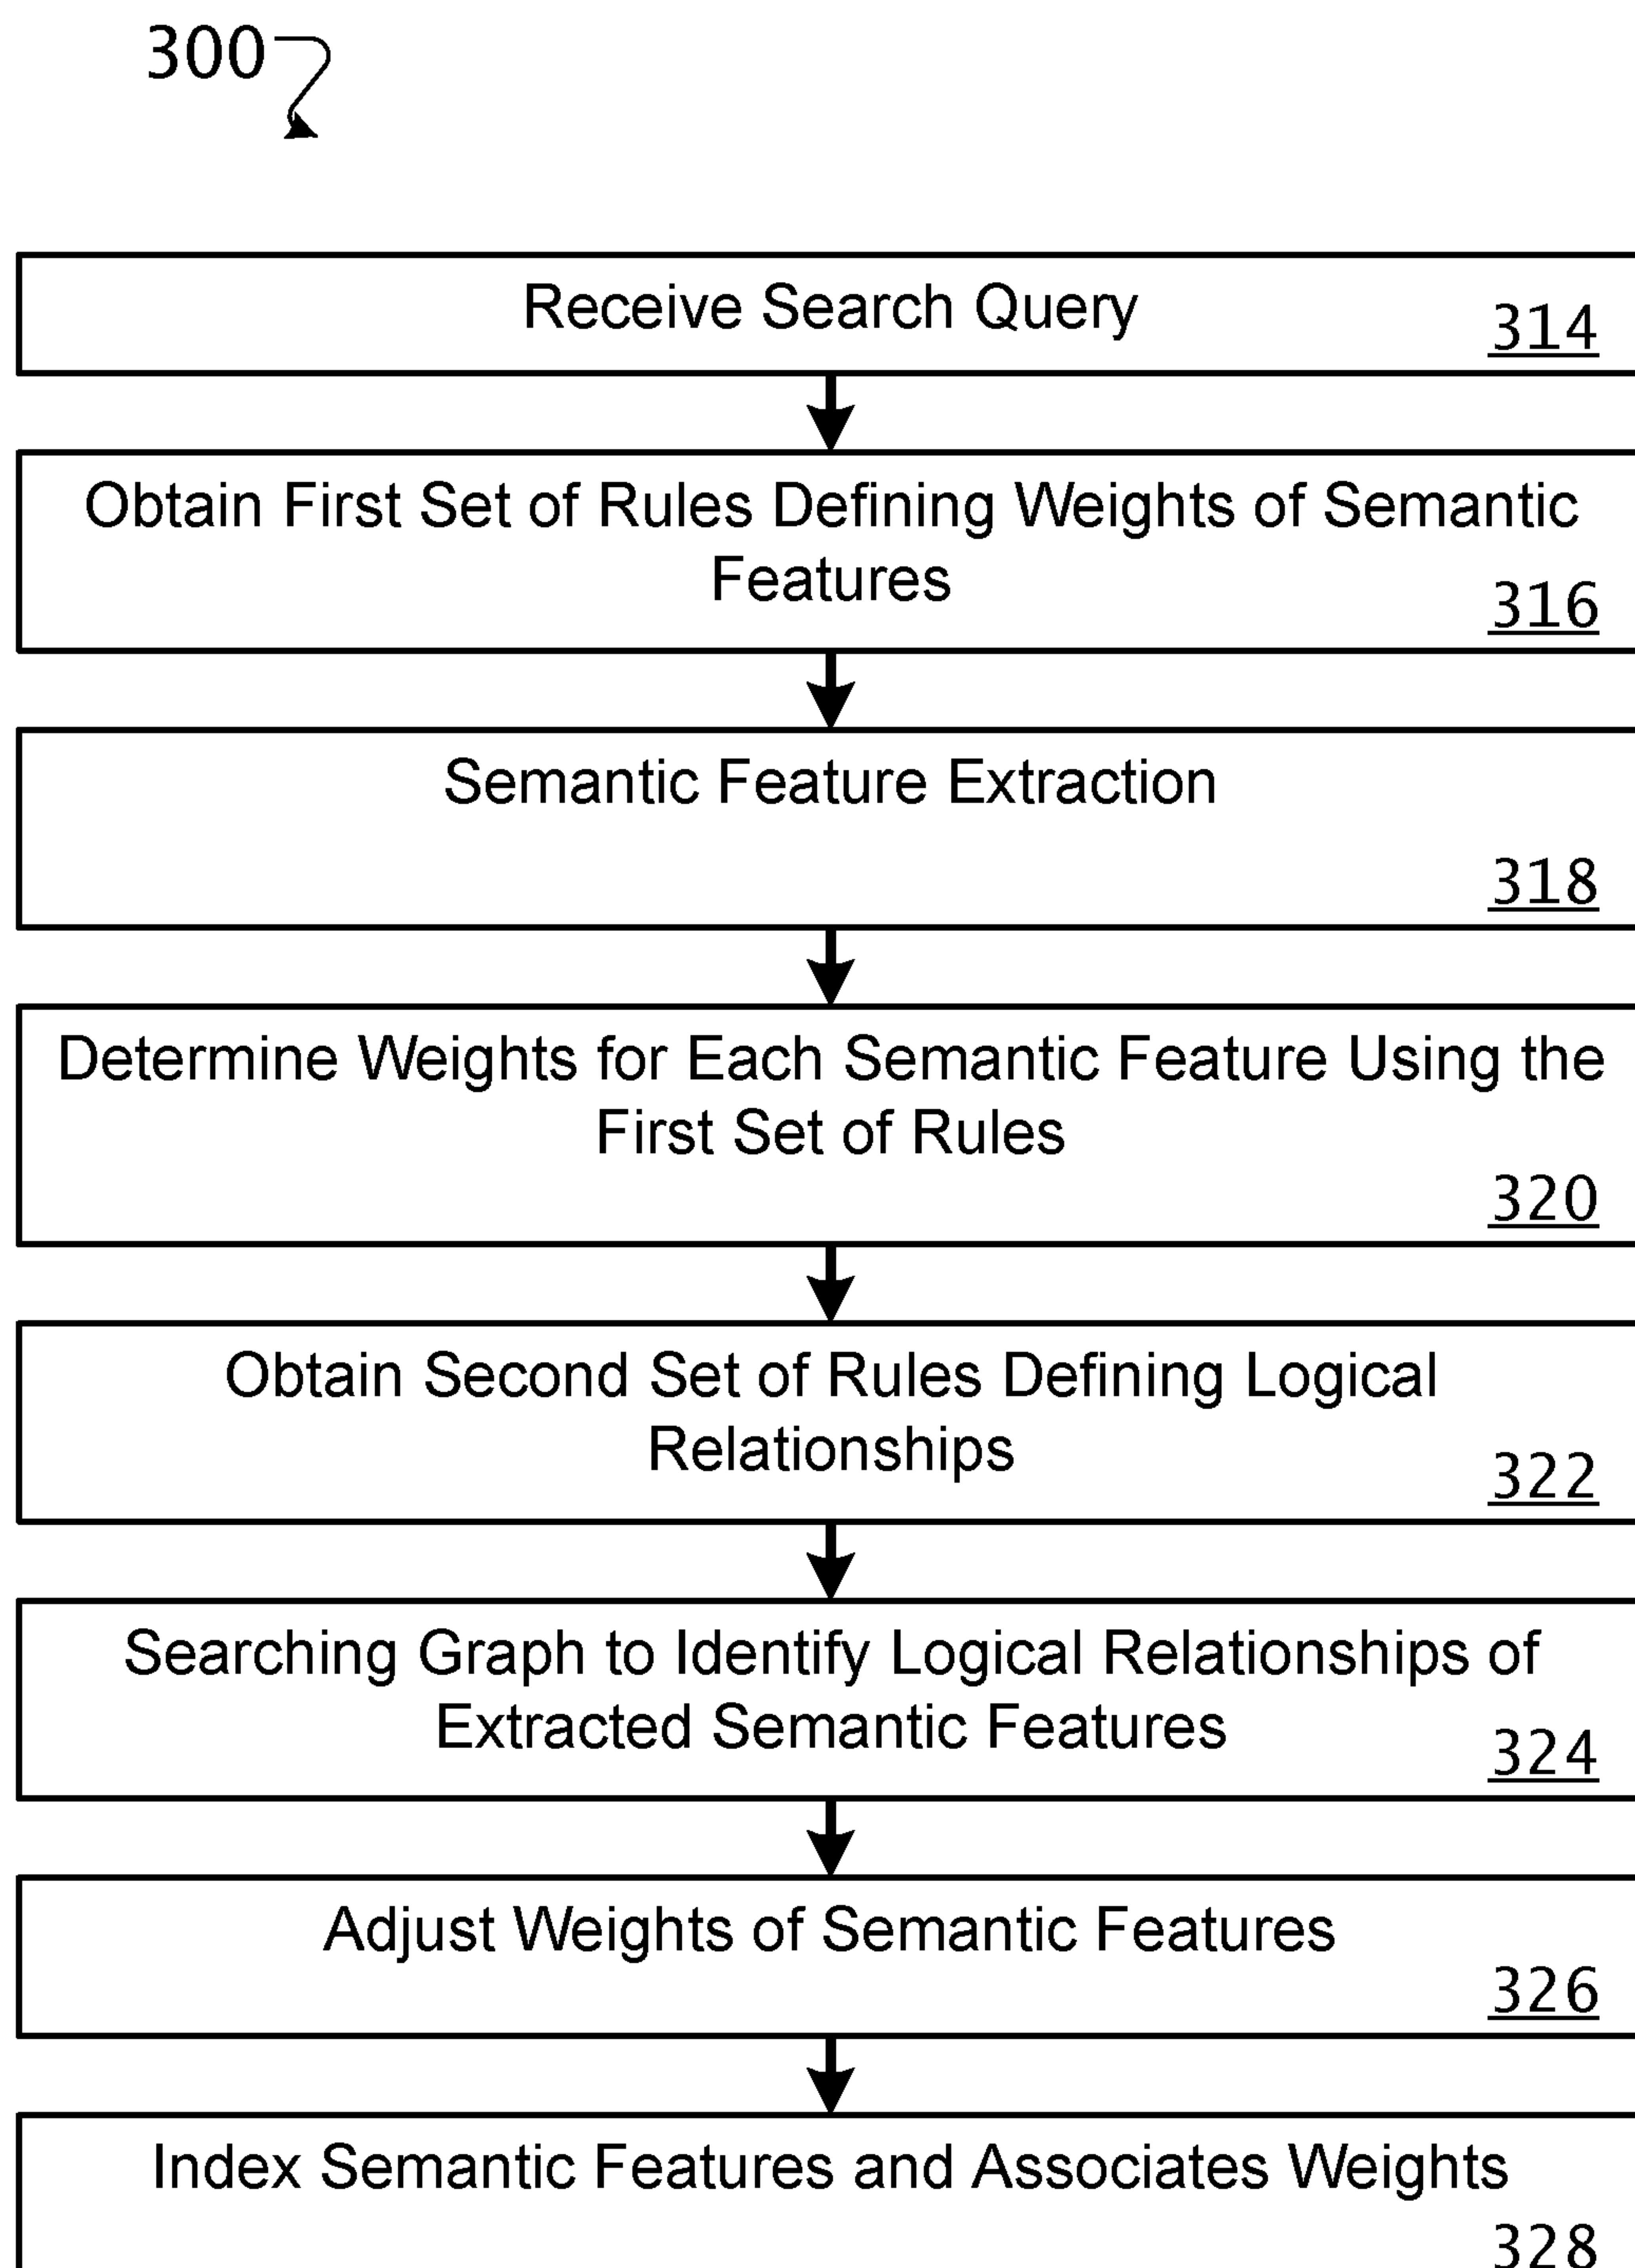 300
Receive Search Query
314
Obtain First Set of Rules Defining Weights of Semantic
Features
316
Semantic Feature Extraction
318
Determine Weights for Each Semantic Feature Using the
First Set of Rules
320
Obtain Second Set of Rules Defining Logical
Relationships
322
Searching Graph to Identify Logical Relationships of
Extracted Semantic Features
324
Adjust Weights of Semantic Features
326
Index Semantic Features and Associates Weights
328